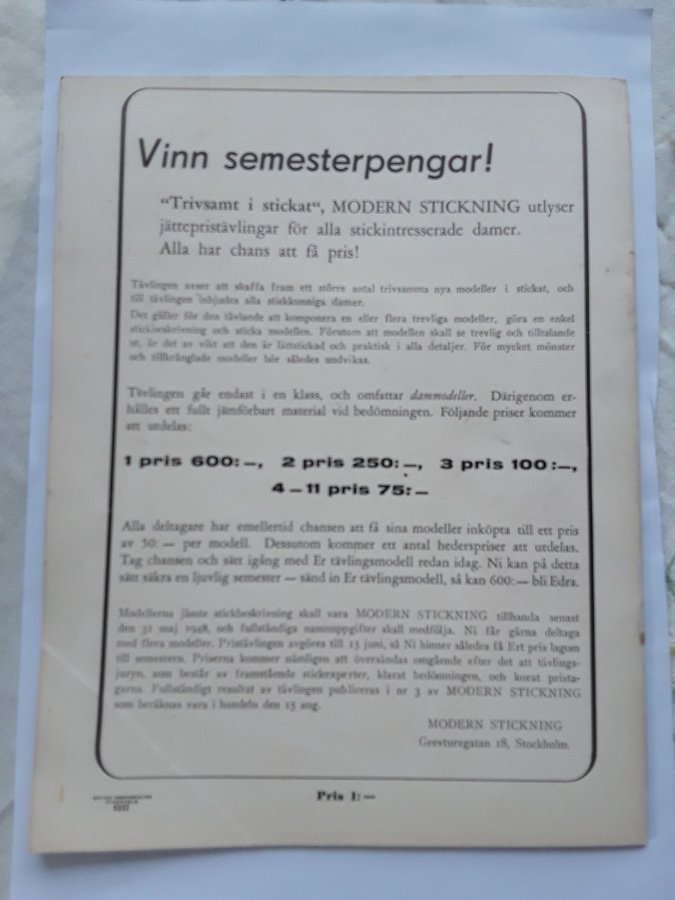 Vinn semesterpengar!
“Trivsamt i stickat“, MODERN STICKNING utlyser
jättepristävlingar för alla stickintresserade damer.
Alla har chans att få pris!
Tävlingen avser att skaffa fram ett större antal trivsamma nya modeller i stickat, och
till tävlingen inbjudes alla stickkunniga damer.
Det gäller för den tävlande att komponera en eller flera trevliga modeller, göra en enkel
stickbeskrivning och sticka modellen. Förutom att modellen skall se trevlig och tilltalande
ut, är det av vikt att den är lättstickad och praktisk i alla detaljer. För mycket mönster
och tillkrånglade modeller bör således undvikas.
Tävlingen går endast i en klass, och omfattar dammodeller. Därigenom er-
hålles ett fullt jämförbart material vid bedömningen. Följande priser kommer
att utdelas:
1 pris 600:—, 2 pris 250:—, 3 pris 100:—,
4—11 pris 75:—
Alla deltagare har emellertid chansen att få sina modeller inköpta till ett pris
av 50:— per modell. Dessutom kommer ett antal hederspriser att utdelas.
Tag chansen och sätt igång med Er tävlingsmodell redan idag. Ni kan på detta
sätt säkra en ljuvlig semester — sänd in Er tävlingsmodell, så kan 600:— bli Edra.
Modellerna jämte stickbeskrivning skall vara MODERN STICKNING tillhanda senast
den 31 maj 1948, och fullständiga namnuppgifter skall medfölja. Ni får gärna deltaga
med flera modeller. Pristävlingen avgöres till 15 juni, så Ni hinner således få Ert pris lagom
till semestern. Priserna kommer nämligen att översändas omgående efter det att tävlings-
juryn, som består av framstående stickexperter, klarat bedömningen, och korat prista-
garna. Fullständigt resultat av tävlingen publiceras i nr 3 av MODERN STICKNING
som beräknas vara i handeln den 15 aug.
MODERN STICKNING
Grevturegatan 18, Stockholm.
Pris 1:—
STOCKHOLM